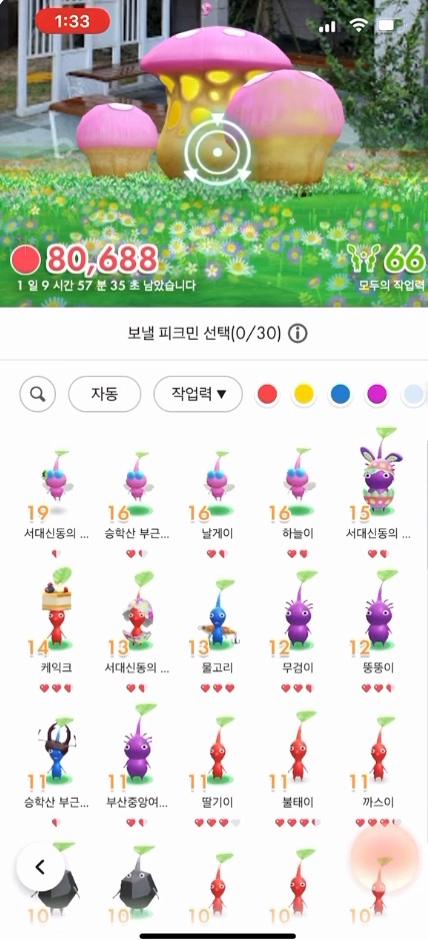 1:33
80,688
1 일 9 시간 57 분 35 초 남았습니다
66
모두의 작업력
보낼 피크민 선택(0/30)
자동
작업력 ▼
19 16 16 16 15
서대신동의 ... 승학산 부근... 날게이 하늘이 서대신동의 ...
14 13 13 12 12
케익크 서대신동의 ... 물고리 무검이 뚱뚱이
11 11 11 11 11
승학산 부근... 부산중앙여... 딸기이 불태이 까스이
10 10 10 10 10